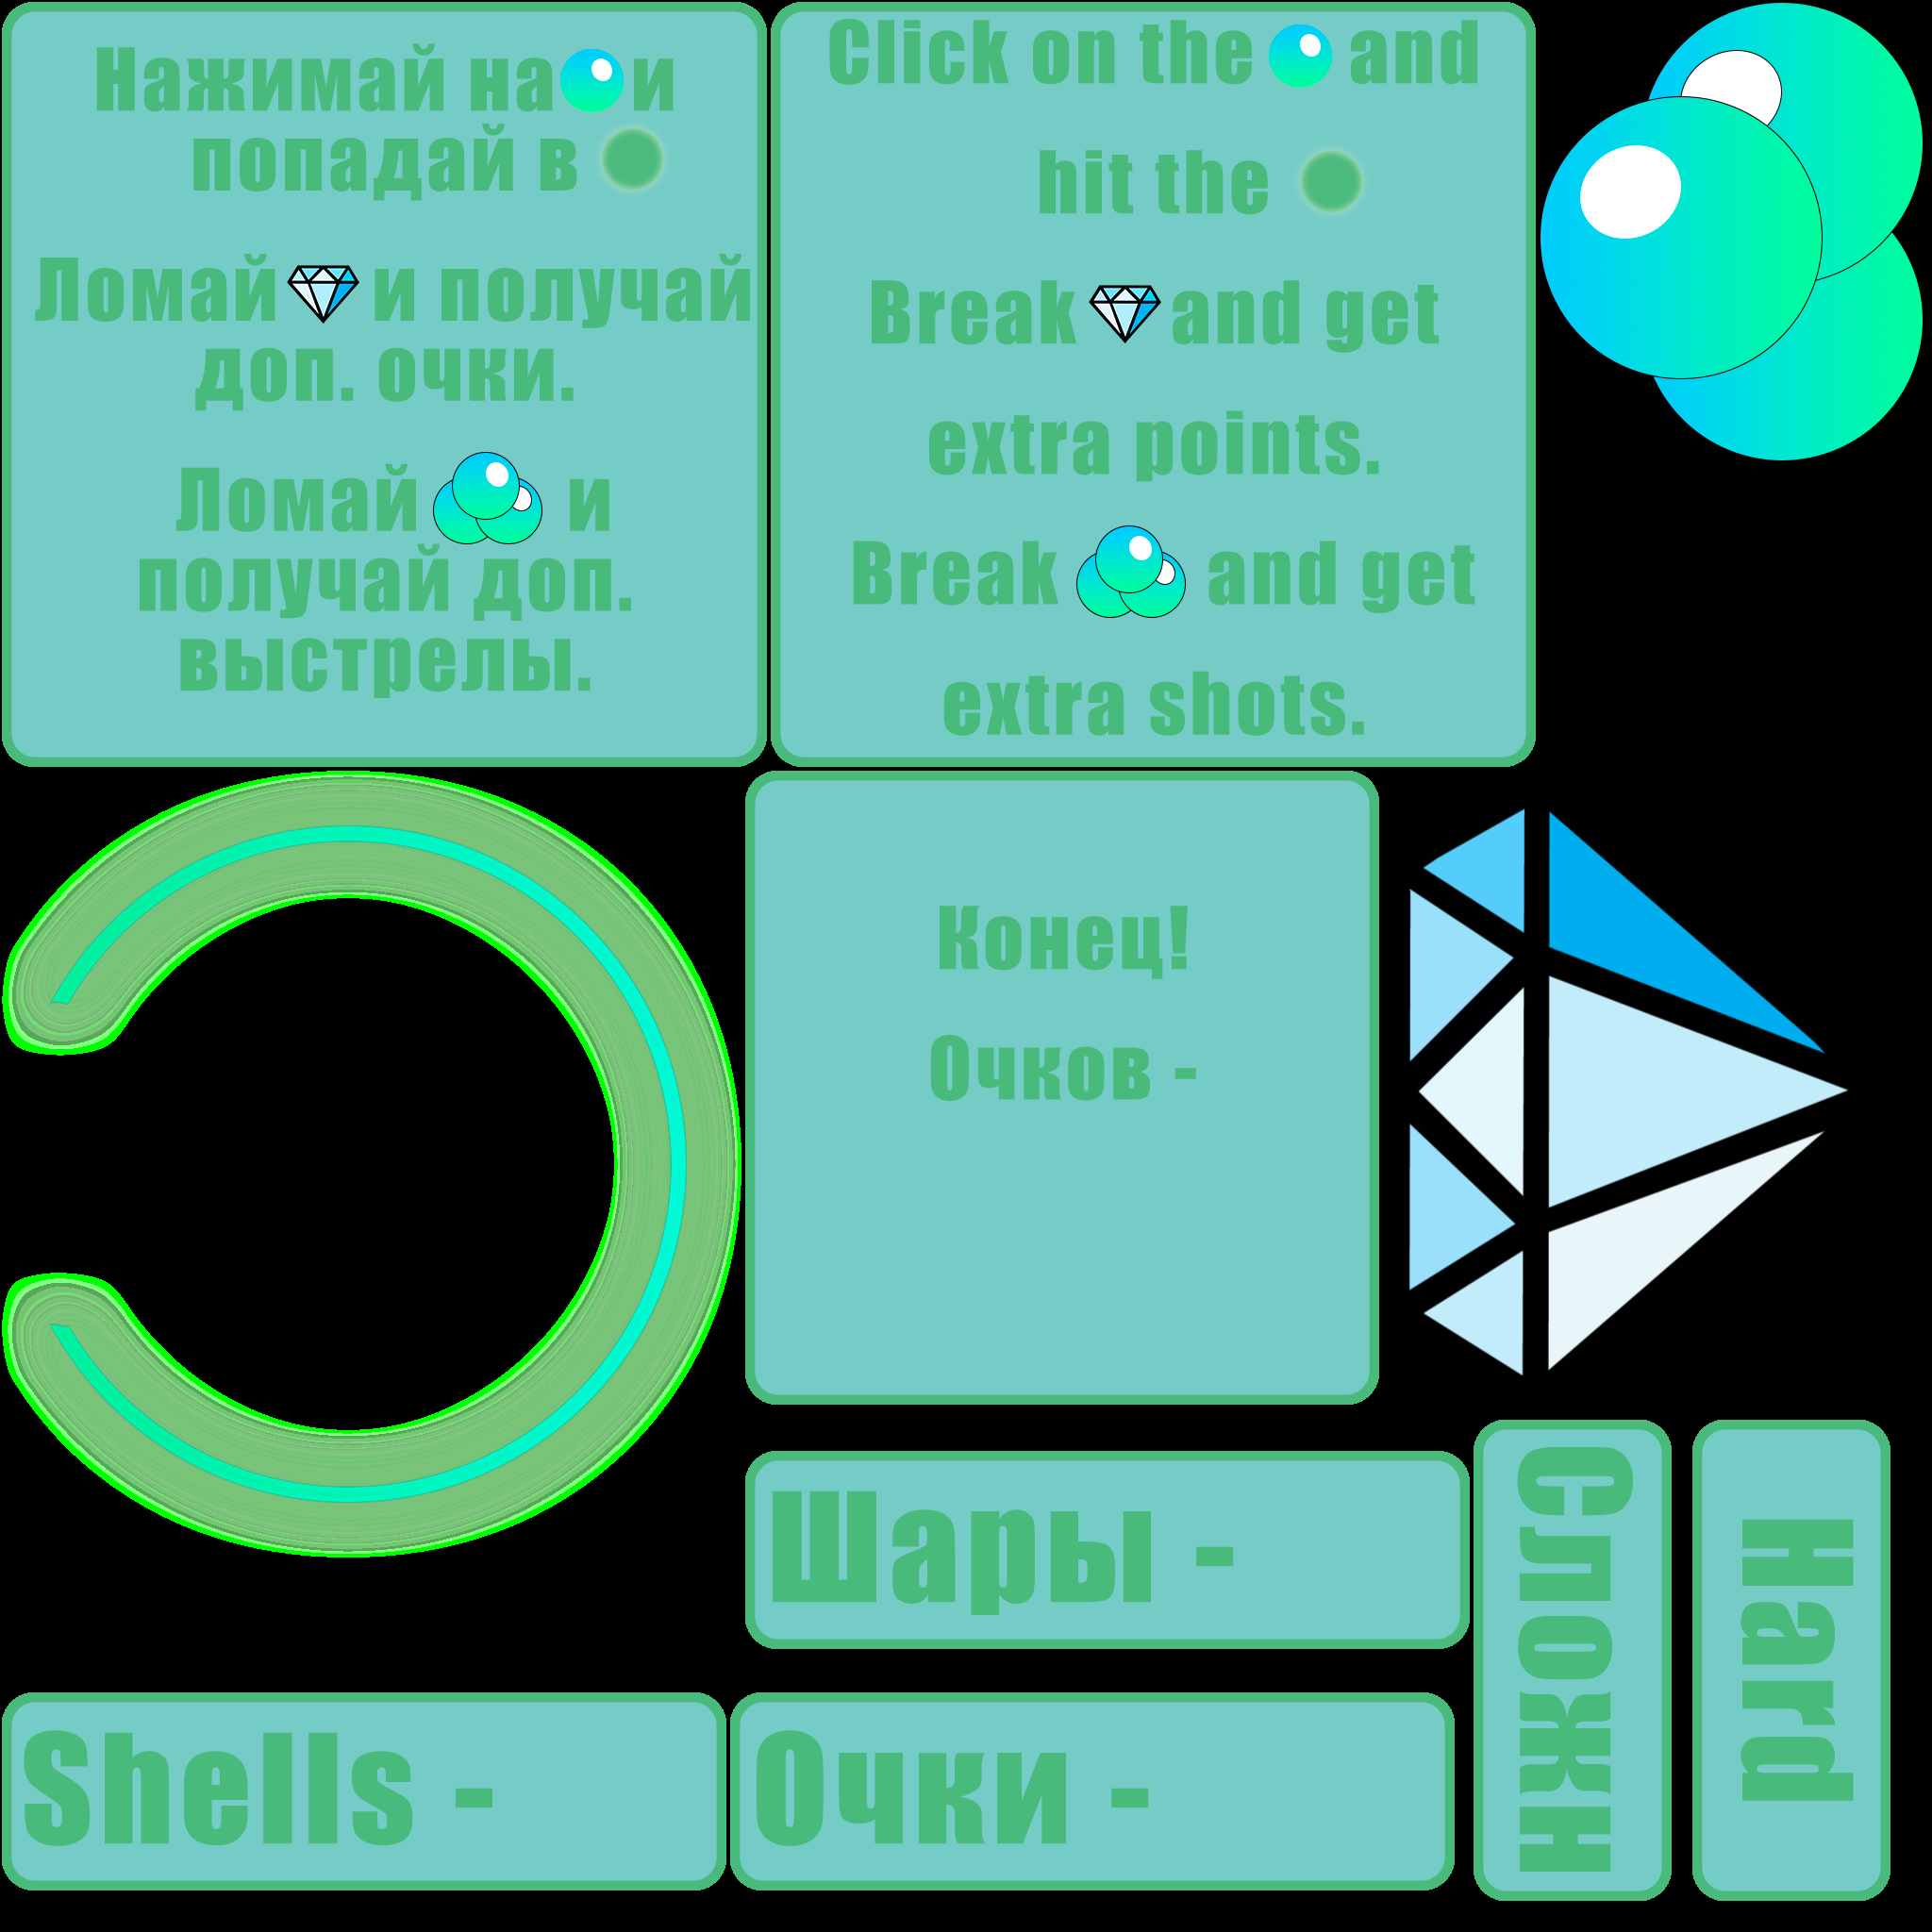 Нажимай на и
попадай в
Ломай и получай
доп. очки.
Ломай и
получай доп.
выстрелы.
Click on the and
hit the
Break and get
extra points.
Break and get
extra shots.
Конец!
Очков -
Шары -
Сложн
Hard
Shells -
Очки -